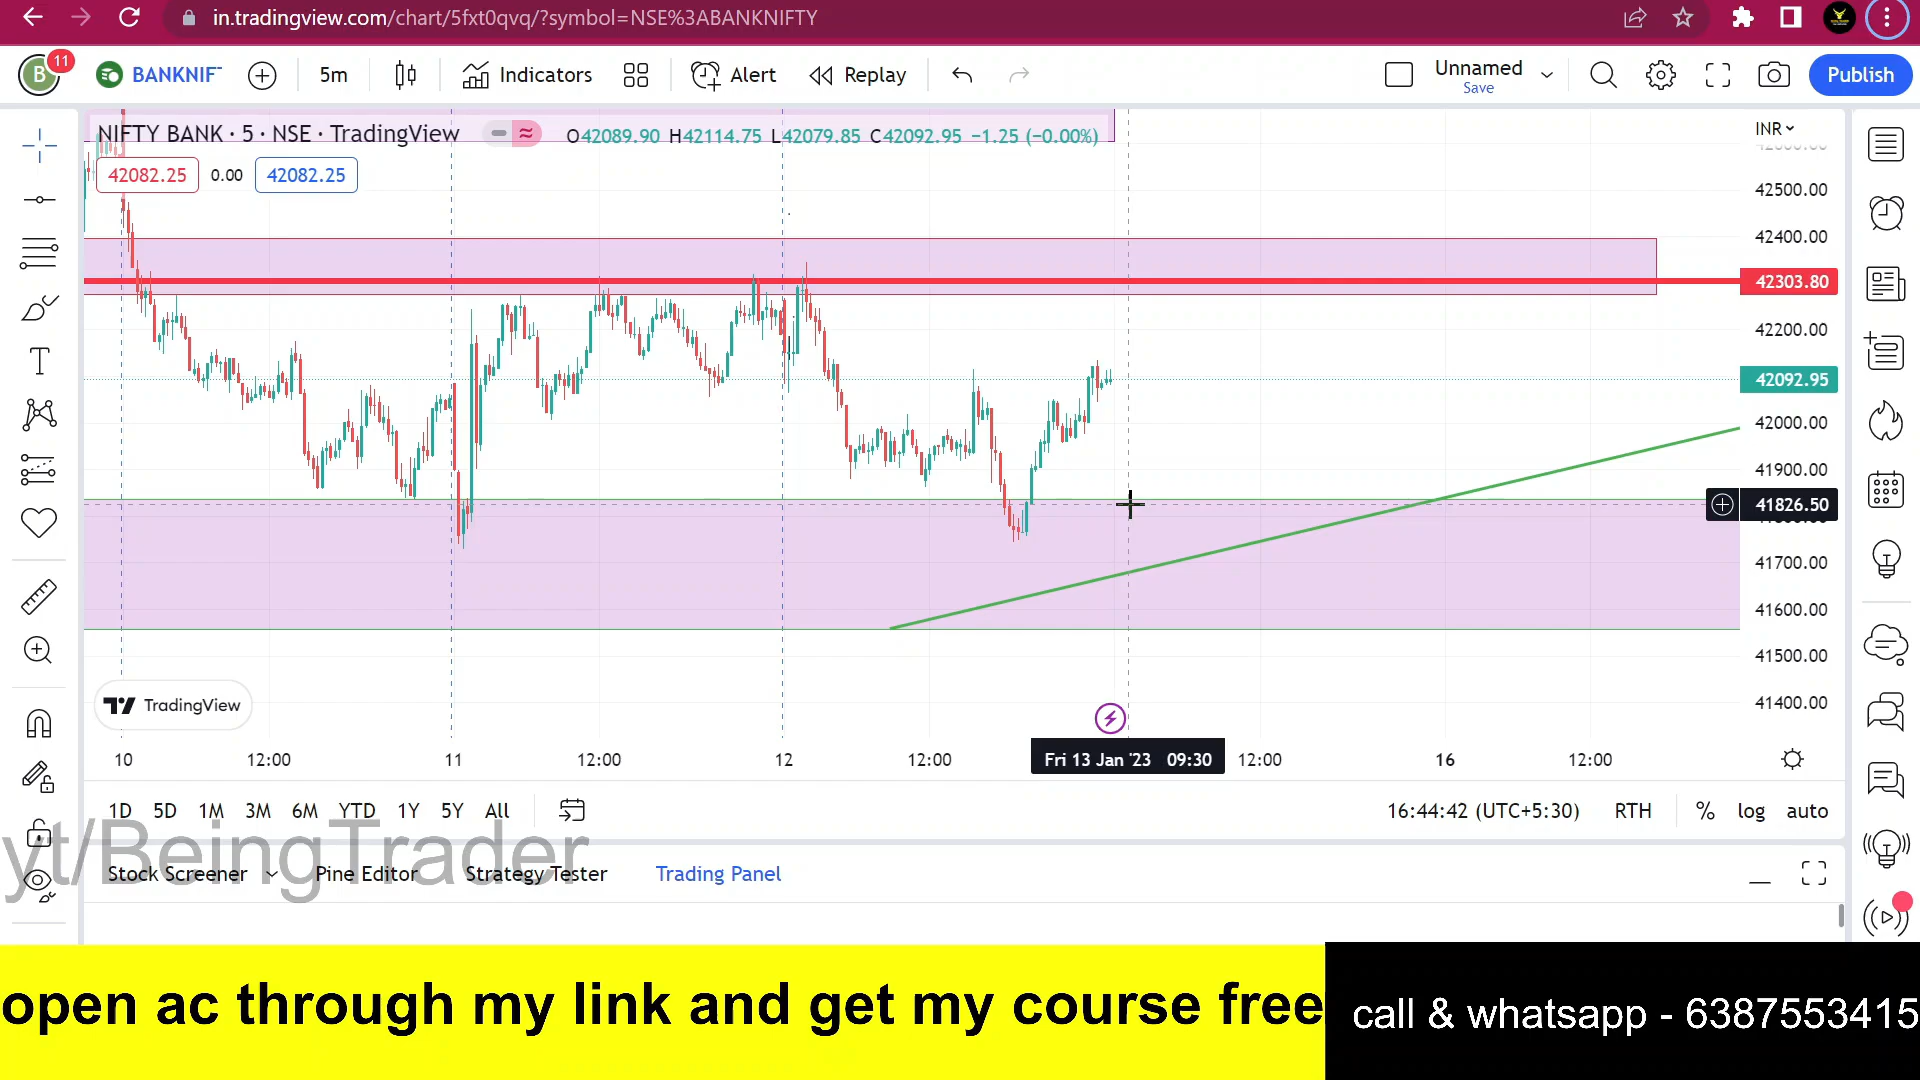 in.tradingview.com/chart/5fxt0qvq/?symbol=NSE%3ABANKNIFTY
B 11 BANKNIF 5m Indicators Alert Replay Unnamed Save Publish
NIFTY BANK · 5 · NSE · TradingView O42089.90 H42114.75 L42079.85 C42092.95 −1.25 (−0.00%)
INR
42082.25 0.00 42082.25
42500.00
42400.00
42303.80
42200.00
42092.95
42000.00
41900.00
41826.50
41700.00
41600.00
41500.00
41400.00
TradingView
10 12:00 11 12:00 12 12:00 Fri 13 Jan '23 09:30 12:00 16 12:00
1D 5D 1M 3M 6M YTD 1Y 5Y All 16:44:42 (UTC+5:30) RTH % log auto
yt/BeingTrader
Stock Screener Pine Editor Strategy Tester Trading Panel
open ac through my link and get my course free
call & whatsapp - 6387553415